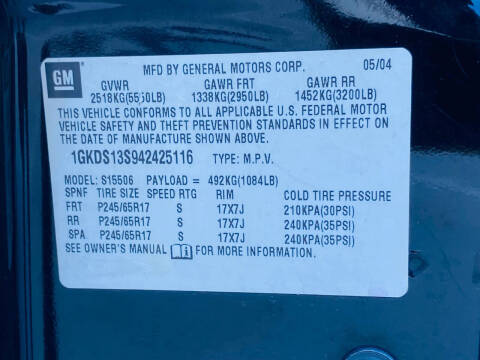 GM
MFD BY GENERAL MOTORS CORP. 05/04
GVWR GAWR FRT GAWR RR
2518KG(5550LB) 1338KG(2950LB) 1452KG(3200LB)
THIS VEHICLE CONFORMS TO ALL APPLICABLE U.S. FEDERAL MOTOR
VEHICLE SAFETY AND THEFT PREVENTION STANDARDS IN EFFECT ON
THE DATE OF MANUFACTURE SHOWN ABOVE.
1GKDS13S942425116 TYPE: M.P.V.
MODEL: S15506 PAYLOAD = 492KG(1084LB)
SPNF TIRE SIZE SPEED RTG RIM COLD TIRE PRESSURE
FRT P245/65R17 S 17X7J 210KPA(30PSI)
RR P245/65R17 S 17X7J 240KPA(35PSI)
SPA P245/65R17 S 17X7J 240KPA(35PSI)
SEE OWNER'S MANUAL FOR MORE INFORMATION.